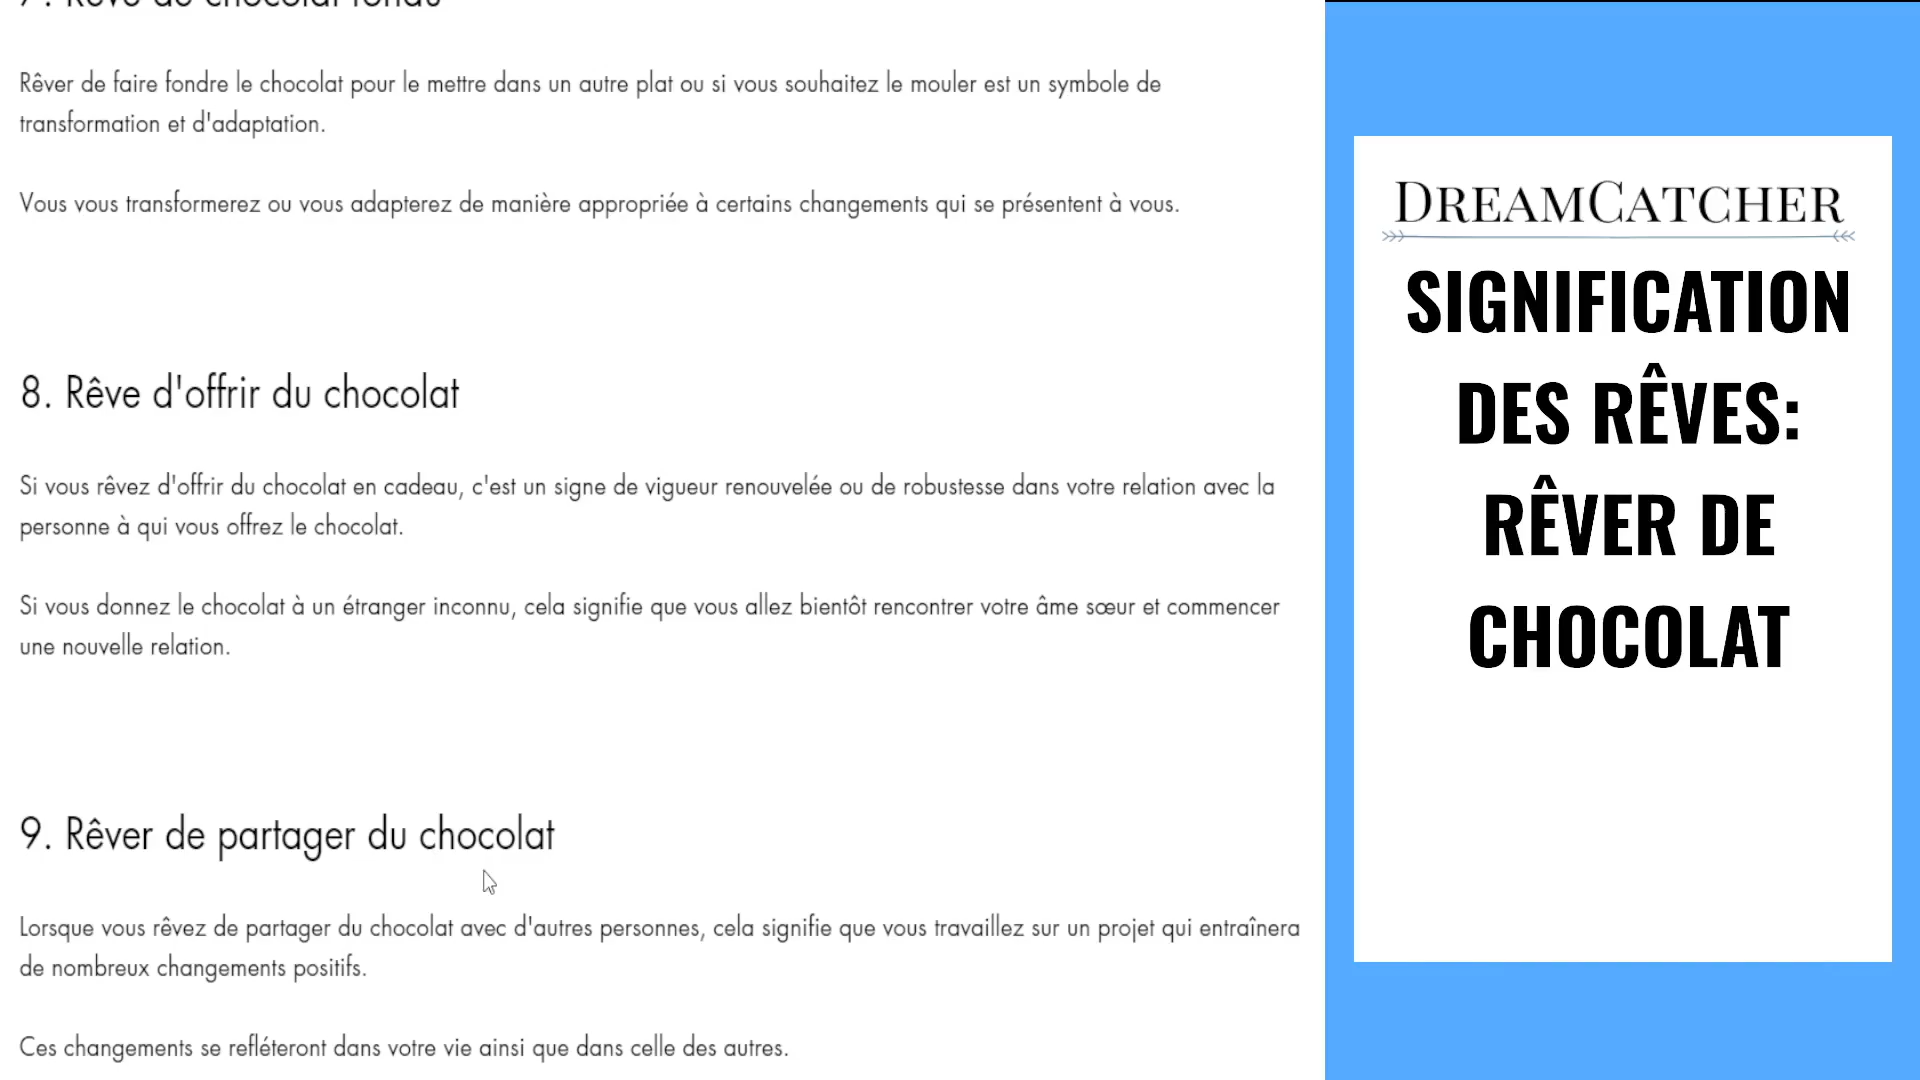 7. Rêve de chocolat fondu
Rêver de faire fondre le chocolat pour le mettre dans un autre plat ou si vous souhaitez le mouler est un symbole de
transformation et d'adaptation.
Vous vous transformerez ou vous adapterez de manière appropriée à certains changements qui se présentent à vous.
8. Rêve d'offrir du chocolat
Si vous rêvez d'offrir du chocolat en cadeau, c'est un signe de vigueur renouvelée ou de robustesse dans votre relation avec la
personne à qui vous offrez le chocolat.
Si vous donnez le chocolat à un étranger inconnu, cela signifie que vous allez bientôt rencontrer votre âme sœur et commencer
une nouvelle relation.
9. Rêver de partager du chocolat
Lorsque vous rêvez de partager du chocolat avec d'autres personnes, cela signifie que vous travaillez sur un projet qui entraînera
de nombreux changements positifs.
Ces changements se refléteront dans votre vie ainsi que dans celle des autres.
DREAMCATCHER
SIGNIFICATION
DES RÊVES:
RÊVER DE
CHOCOLAT